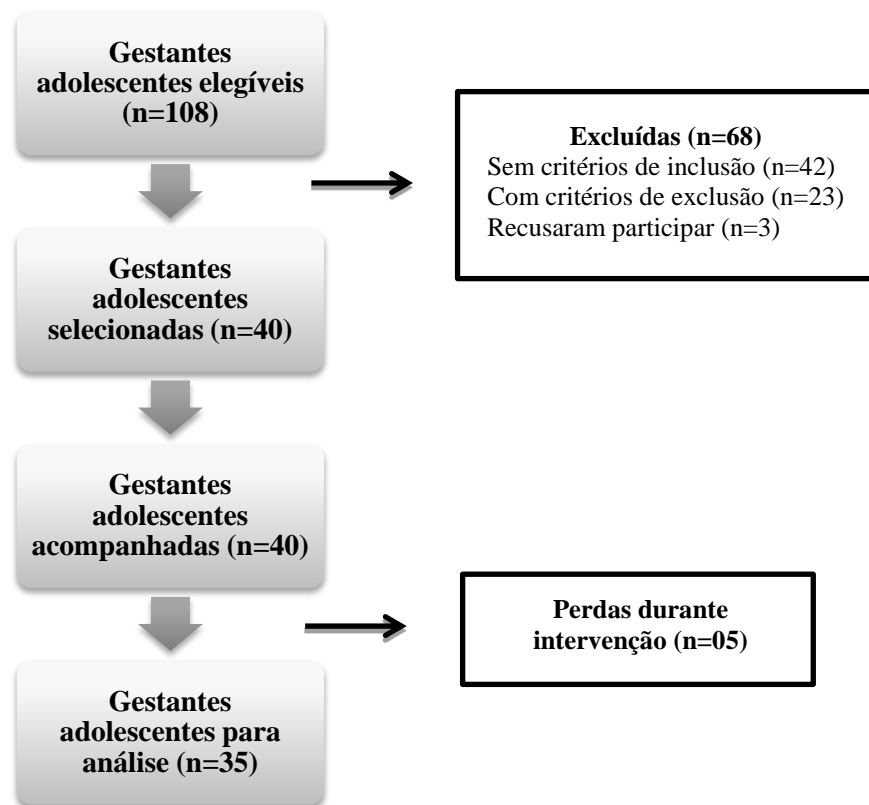 Gestantes
adolescentes elegíveis
(n=108)
Excluídas (n=68)
Sem critérios de inclusão (n=42)
Com critérios de exclusão (n=23)
Recusaram participar (n=3)
Gestantes
adolescentes
selecionadas (n=40)
Gestantes
adolescentes
acompanhadas (n=40)
Perdas durante
intervenção (n=05)
Gestantes
adolescentes para
análise (n=35)